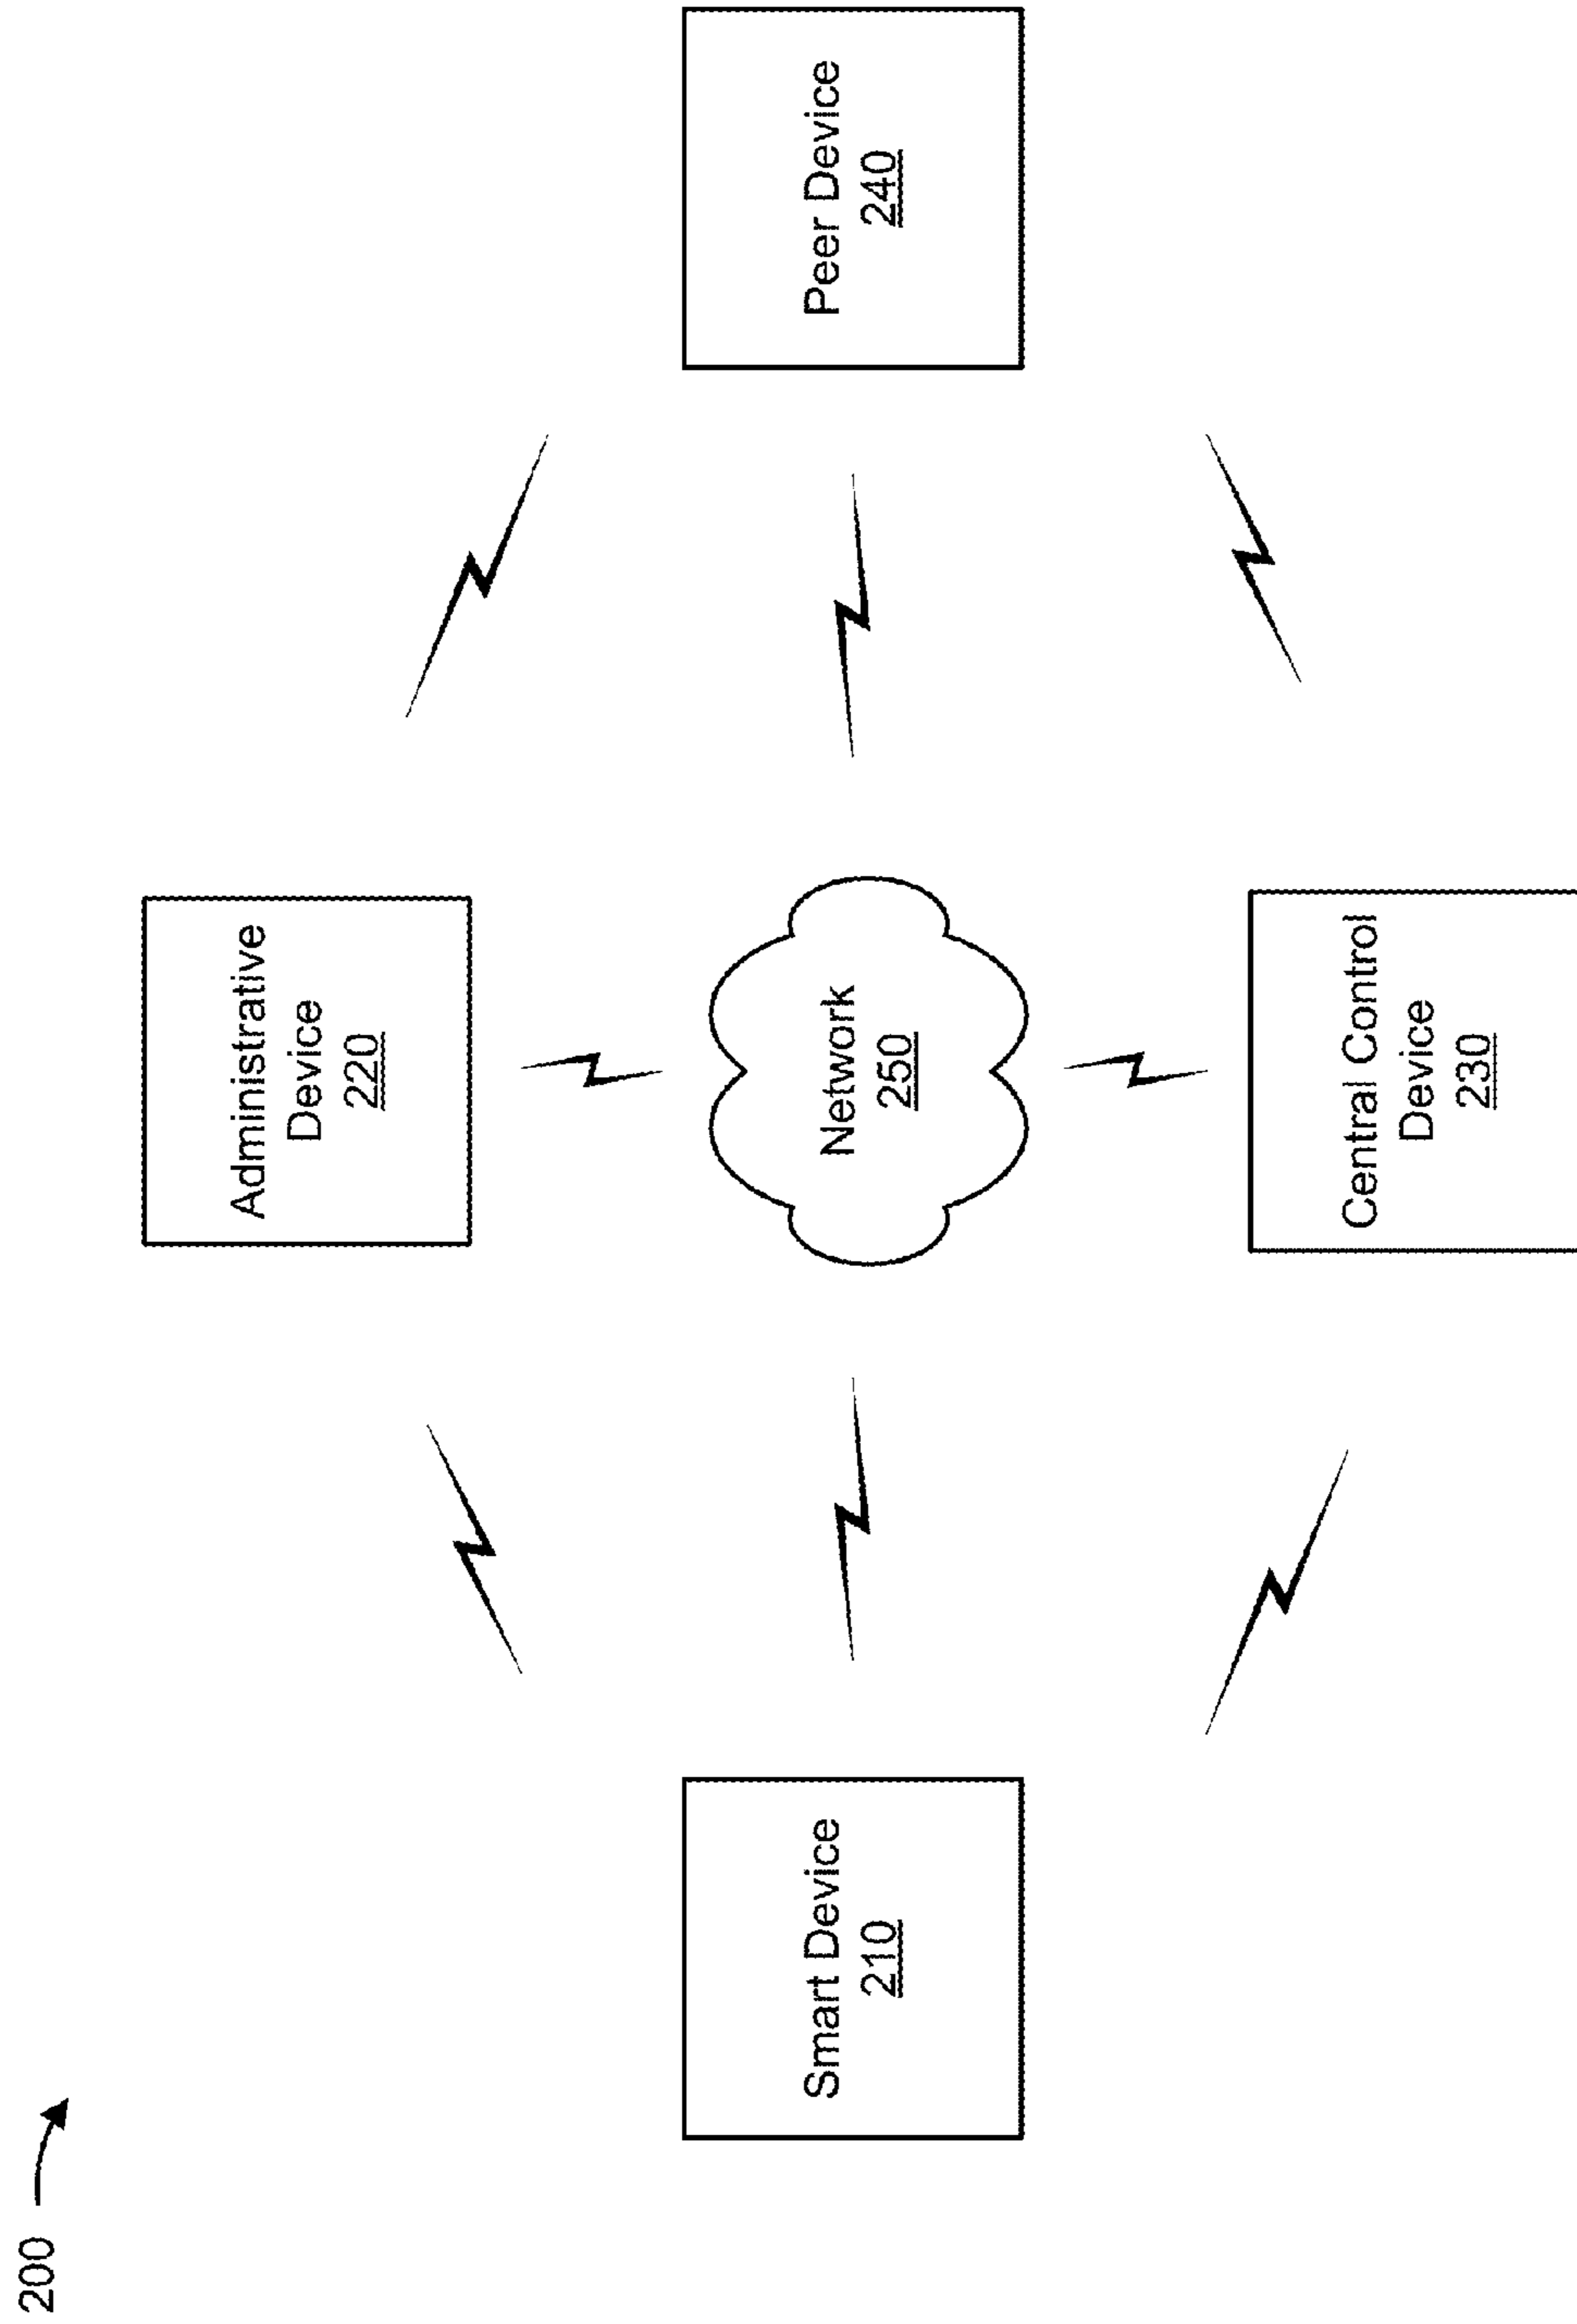 200
Administrative
Device
220
Smart Device
210
Network
250
Peer Device
240
Central Control
Device
230